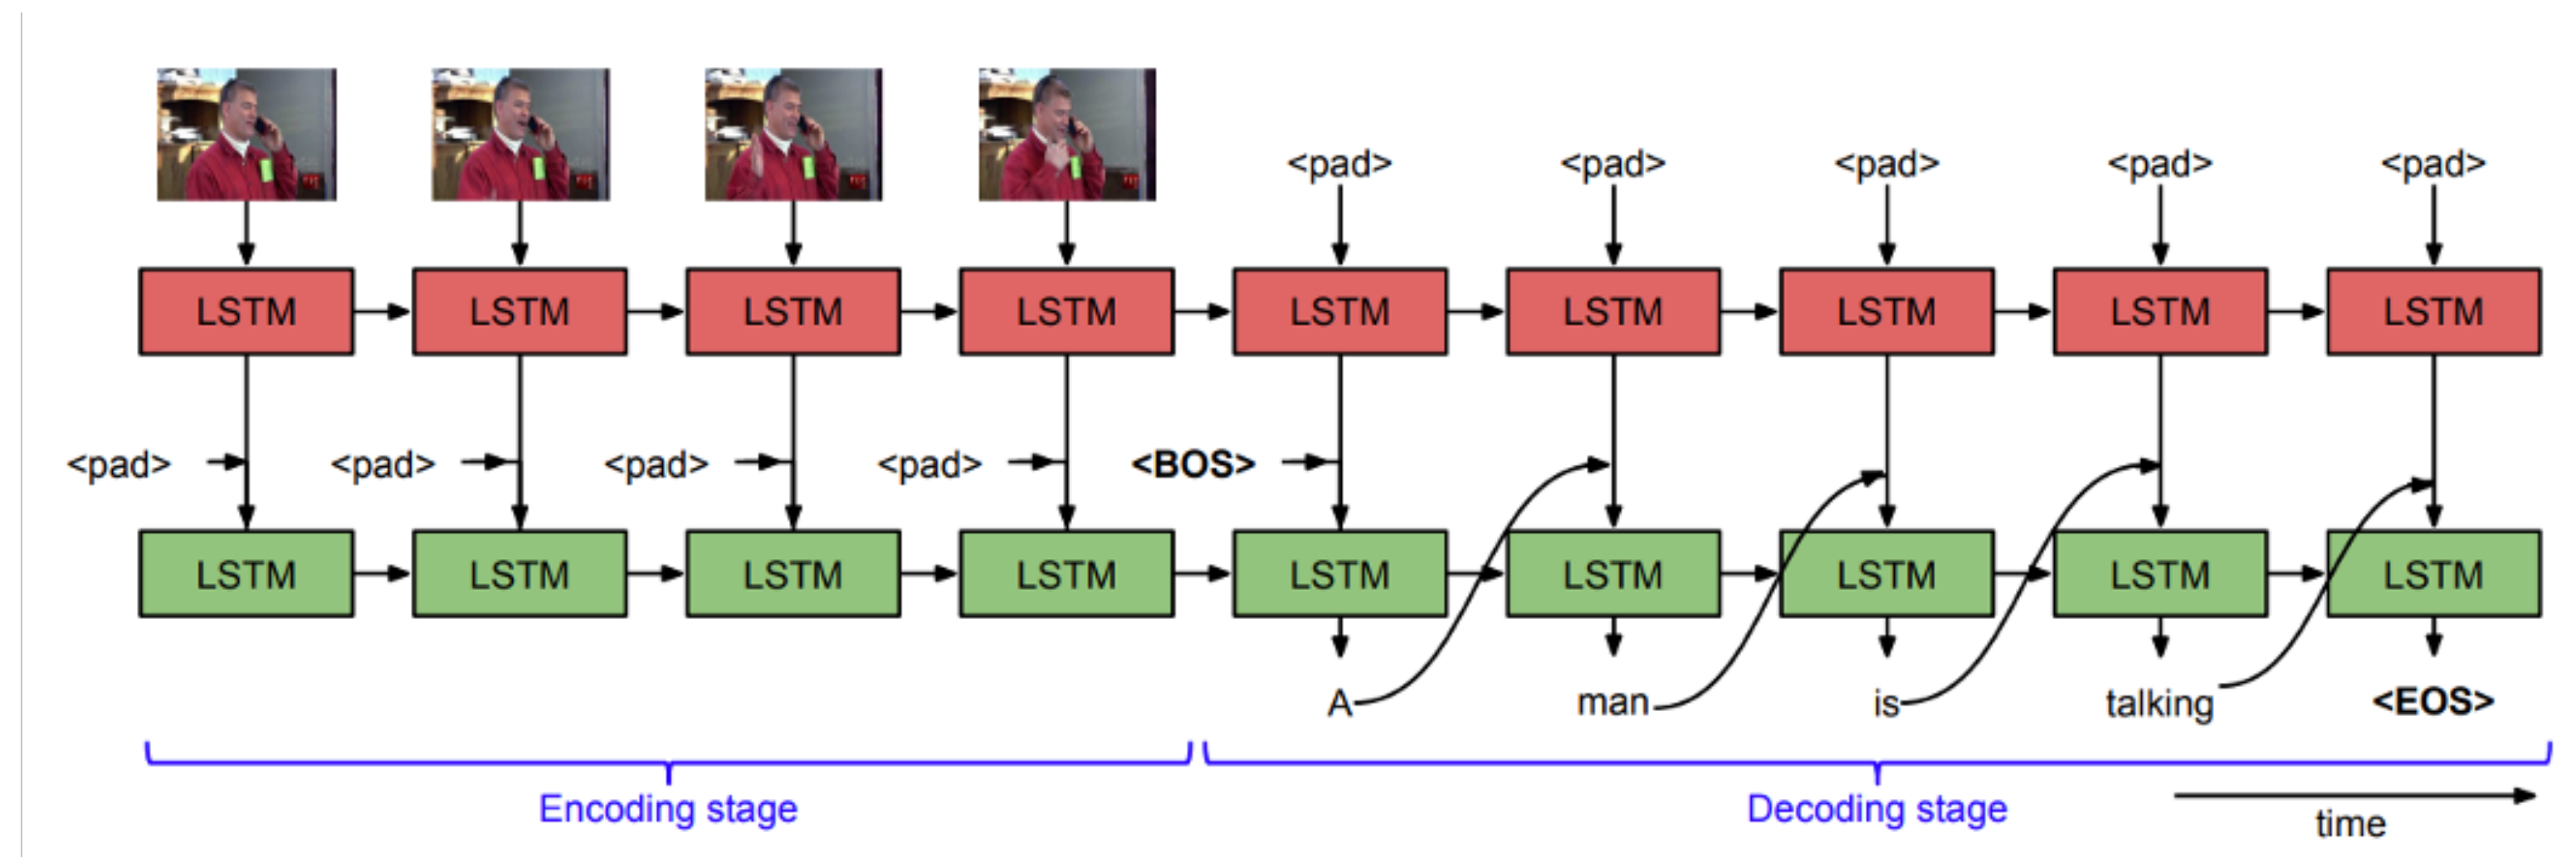 <pad> <pad> <pad> <pad> <pad>
LSTM LSTM LSTM LSTM LSTM LSTM LSTM LSTM LSTM
<pad> <pad> <pad> <pad> <BOS>
LSTM LSTM LSTM LSTM LSTM LSTM LSTM LSTM LSTM
A man is talking <EOS>
Encoding stage Decoding stage
time